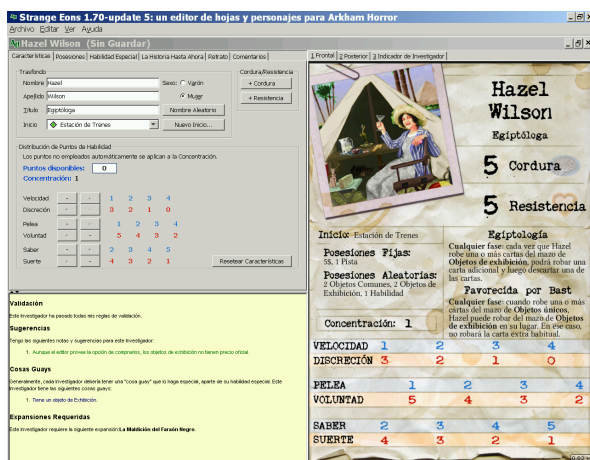 Strange Eons 1.70-update 5: un editor de hojas y personajes para Arkham Horror
Archivo Editar Ver Ayuda
Hazel Wilson (Sin Guardar)
Características Posesiones Habilidad Especial La Historia Hasta Ahora Retrato Comentarios
Trasfondo
Nombre Hazel
Sexo: Varón
Apellido Wilson
Mujer
Título Egiptóloga
Nombre Aleatorio
Inicio Estación de Trenes
Nuevo Inicio...
Cordura/Resistencia
+ Cordura
+ Resistencia
Distribución de Puntos de Habilidad
Los puntos no empleados automáticamente se aplican a la Concentración.
Puntos disponibles: 0
Concentración: 1
Velocidad - - 1 2 3 4
Discreción - - 3 2 1 0
Pelea - - 1 2 3 4
Voluntad - - 5 4 3 2
Saber - - 2 3 4 5
Suerte - - 4 3 2 1
Resetear Características
Validación
Este investigador ha pasado todas mis reglas de validación.
Sugerencias
Tengo las siguientes notas y sugerencias para este investigador:
1. Aunque el editor provee la opción de comprarlos, los objetos de exhibición no tienen precio oficial.
Cosas Guays
Generalmente, cada investigador debería tener una "cosa guay" que lo haga especial, aparte de su habilidad especial. Este
investigador tiene las siguientes cosas guays:
1. Tiene un objeto de Exhibición.
Expansiones Requeridas
Este investigador requiere la siguiente expansión: La Maldición del Faraón Negro.
1 Frontal 2 Posterior 3 Indicador de Investigador
Hazel
Wilson
Egiptóloga
5 Cordura
5 Resistencia
Inicio: Estación de Trenes
Posesiones Fijas:
5$, 1 Pista
Posesiones Aleatorias:
2 Objetos Comunes, 2 Objetos de
Exhibición, 1 Habilidad
Concentración: 1
Egiptología
Cualquier fase: cada vez que Hazel
robe una o más cartas del mazo de
Objetos de exhibición, podrá robar una
carta adicional y luego descartar una de
las cartas.
Favorecida por Bast
Cualquier fase: cuando robe una o más
cartas del mazo de Objetos únicos,
Hazel puede robar del mazo de Objetos
de exhibición en su lugar. En ese caso,
no robará la carta extra habitual.
VELOCIDAD 1 2 3 4
DISCRECIÓN 3 2 1 0
PELEA 1 2 3 4
VOLUNTAD 5 4 3 2
SABER 2 3 4 5
SUERTE 4 3 2 1